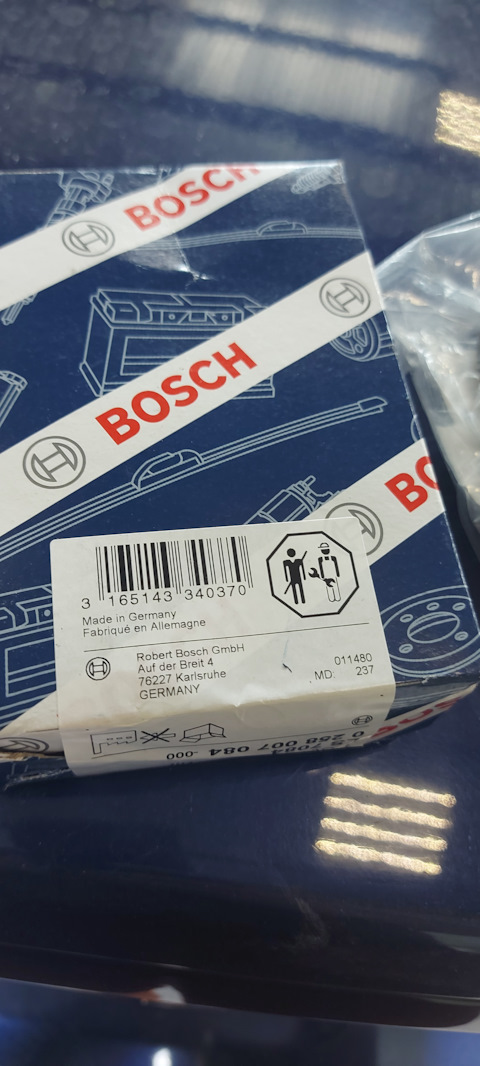 BOSCH
BOSCH
3 165143 340370
Made in Germany
Fabriqué en Allemagne
Robert Bosch GmbH
Auf der Breit 4
76227 Karlsruhe
GERMANY
011480
MD: 237
0 258 007 084 -000